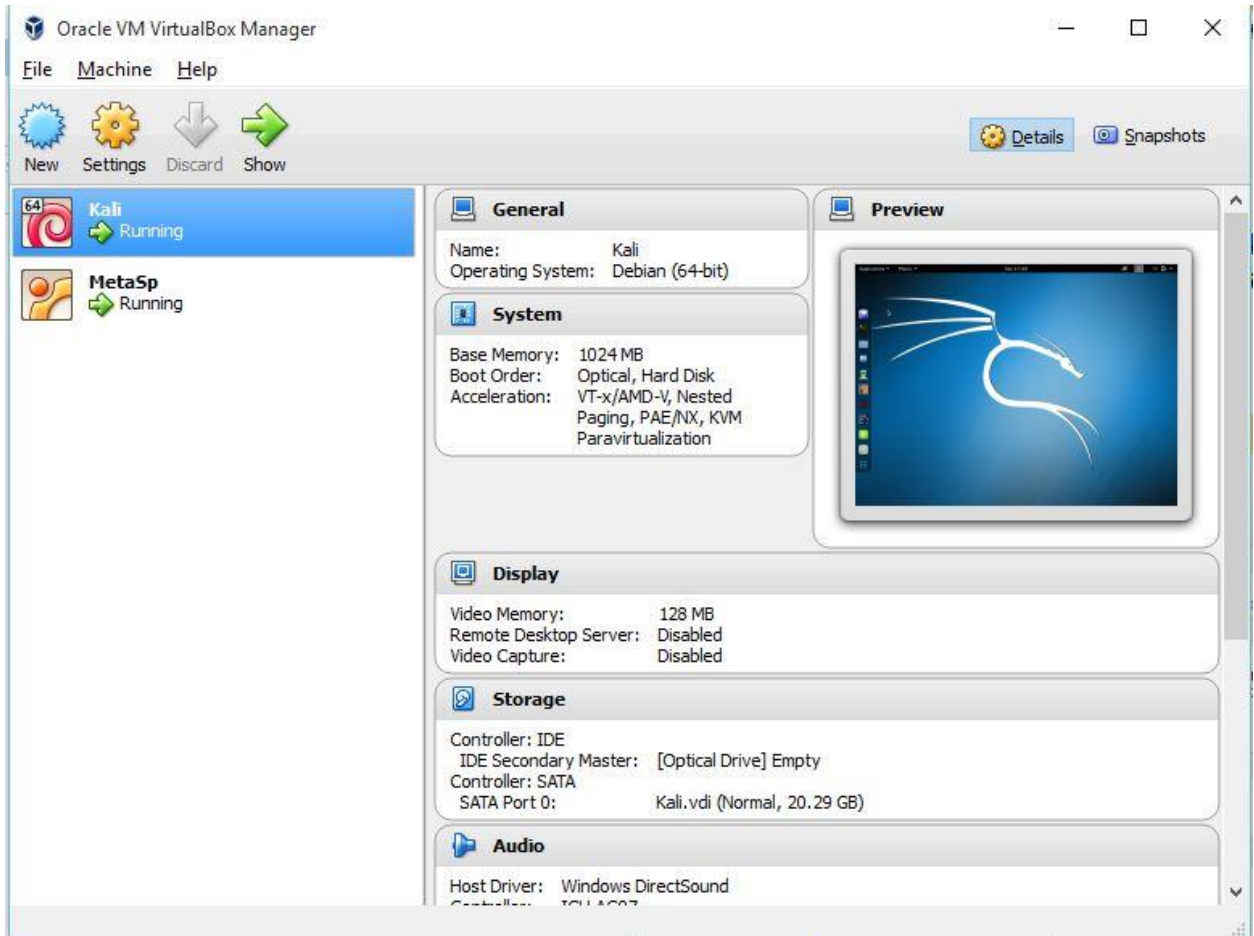 Oracle VM VirtualBox Manager
File Machine Help
New Settings Discard Show
Details Snapshots
64
Kali
Running
MetaSp
Running
General
Name: Kali
Operating System: Debian (64-bit)
System
Base Memory: 1024 MB
Boot Order: Optical, Hard Disk
Acceleration: VT-x/AMD-V, Nested
Paging, PAE/NX, KVM
Paravirtualization
Preview
Display
Video Memory: 128 MB
Remote Desktop Server: Disabled
Video Capture: Disabled
Storage
Controller: IDE
IDE Secondary Master: [Optical Drive] Empty
Controller: SATA
SATA Port 0: Kali.vdi (Normal, 20.29 GB)
Audio
Host Driver: Windows DirectSound